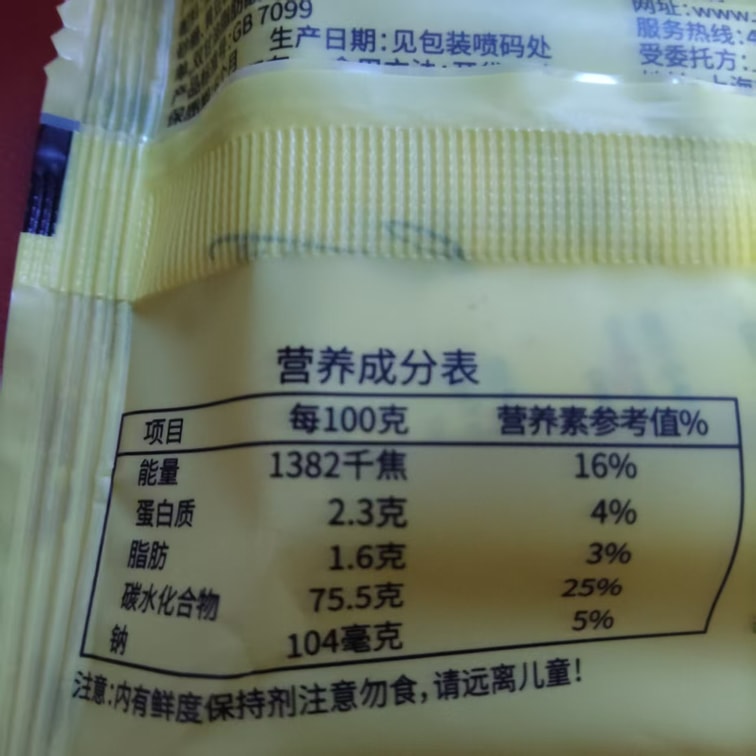 网址:www.
GB 7099
服务热线:4
生产日期:见包装喷码处
受委托方:
营养成分表
项目 每100克 营养素参考值%
能量 1382千焦 16%
蛋白质 2.3克 4%
脂肪 1.6克 3%
碳水化合物 75.5克 25%
钠 104毫克 5%
注意:内有鲜度保持剂注意勿食,请远离儿童!